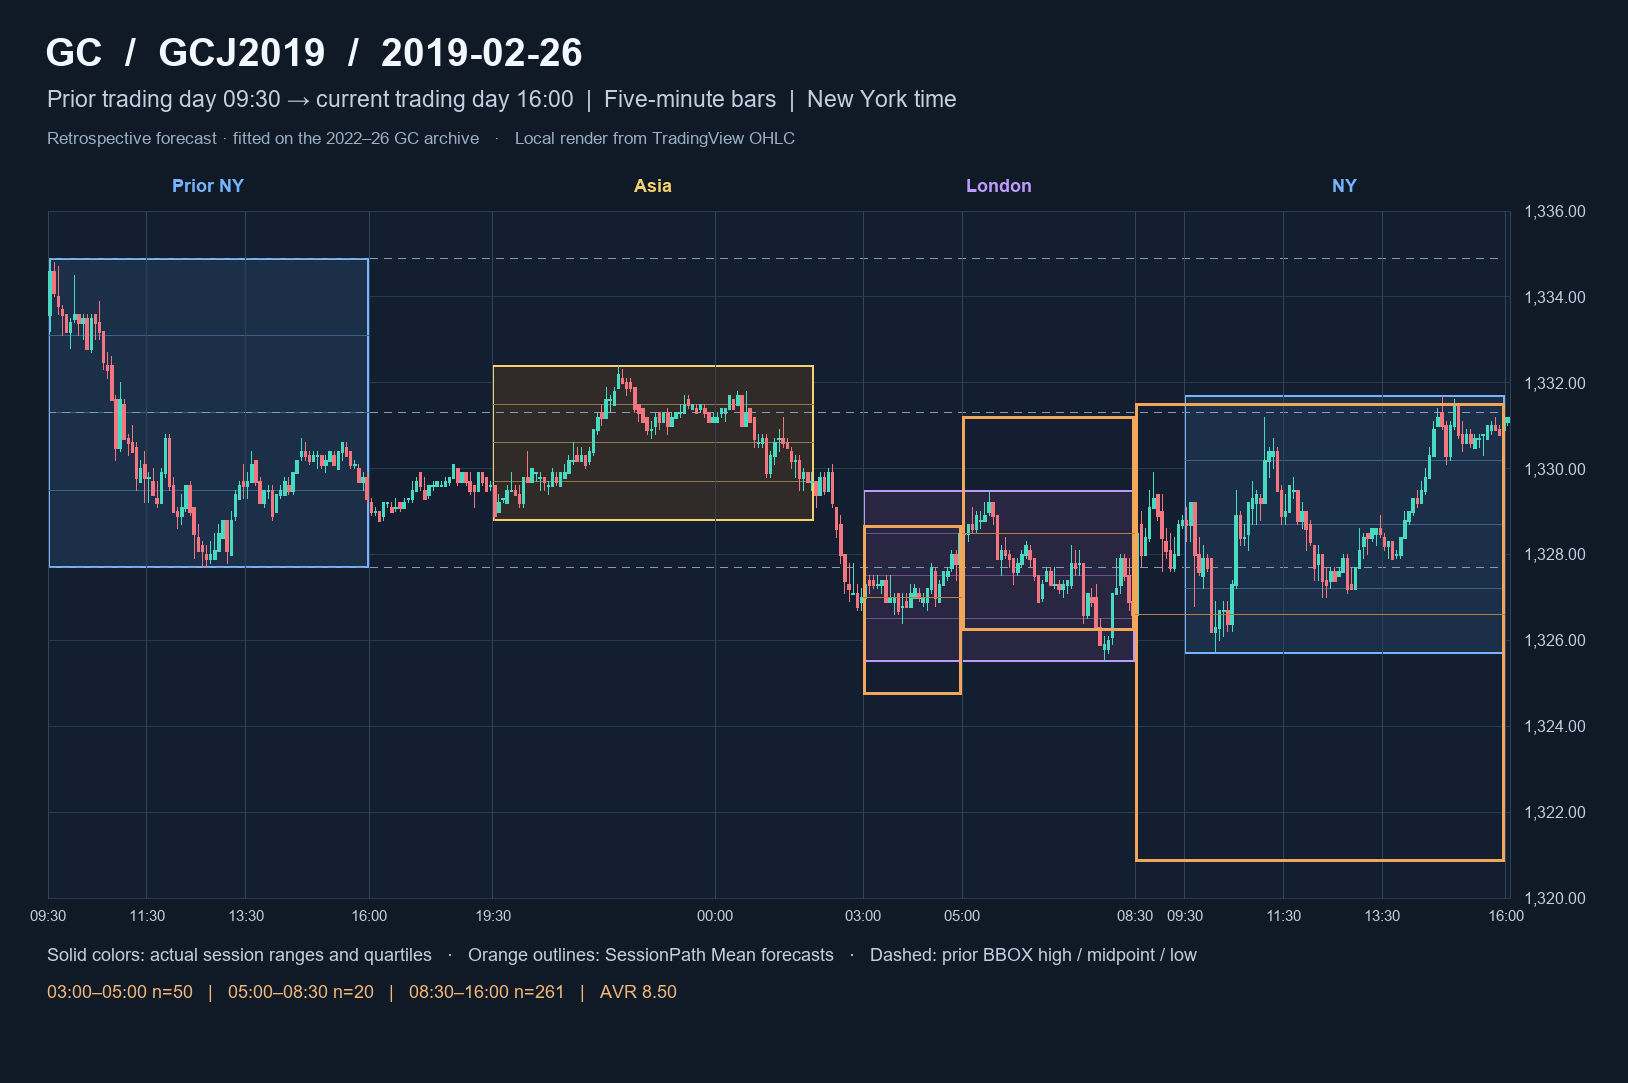 GC / GCJ2019 / 2019-02-26
Prior trading day 09:30 → current trading day 16:00 | Five-minute bars | New York time
Retrospective forecast · fitted on the 2022–26 GC archive · Local render from TradingView OHLC
Prior NY Asia London NY
1,336.00
1,334.00
1,332.00
1,330.00
1,328.00
1,326.00
1,324.00
1,322.00
1,320.00
09:30 11:30 13:30 16:00 19:30 00:00 03:00 05:00 08:30 09:30 11:30 13:30 16:00
Solid colors: actual session ranges and quartiles · Orange outlines: SessionPath Mean forecasts · Dashed: prior BBOX high / midpoint / low
03:00–05:00 n=50 | 05:00–08:30 n=20 | 08:30–16:00 n=261 | AVR 8.50